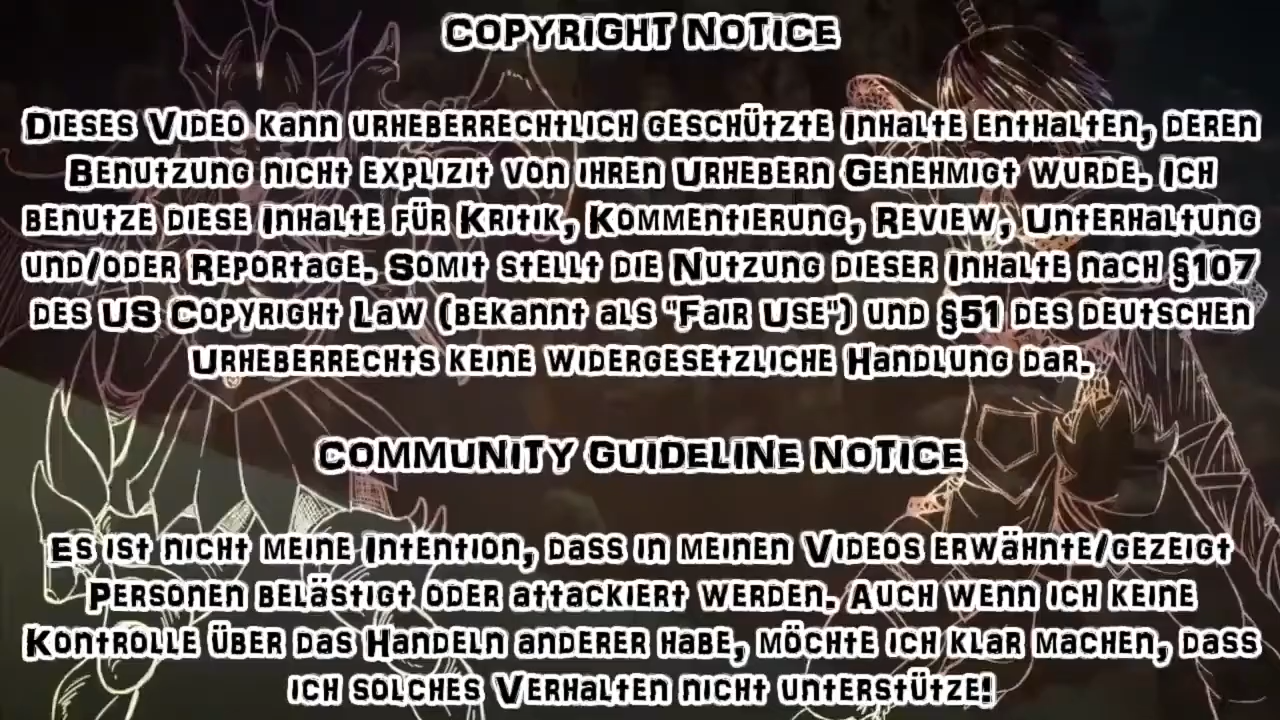 COPYRIGHT NOTICE
Dieses Video kann urheberrechtlich geschützte Inhalte enthalten, deren
Benutzung nicht explizit von ihren Urhebern Genehmigt wurde. Ich
benutze diese Inhalte für Kritik, Kommentierung, Review, Unterhaltung
und/oder Reportage. Somit stellt die Nutzung dieser Inhalte nach §107
des US Copyright Law (bekannt als "Fair Use") und §51 des deutschen
Urheberrechts keine widergesetzliche Handlung dar.
COMMUNITY GUIDELINE NOTICE
Es ist nicht meine Intention, dass in meinen Videos erwähnte/gezeigt
Personen belästigt oder attackiert werden. Auch wenn ich keine
Kontrolle über das Handeln anderer habe, möchte ich klar machen, dass
ich solches Verhalten nicht unterstütze!